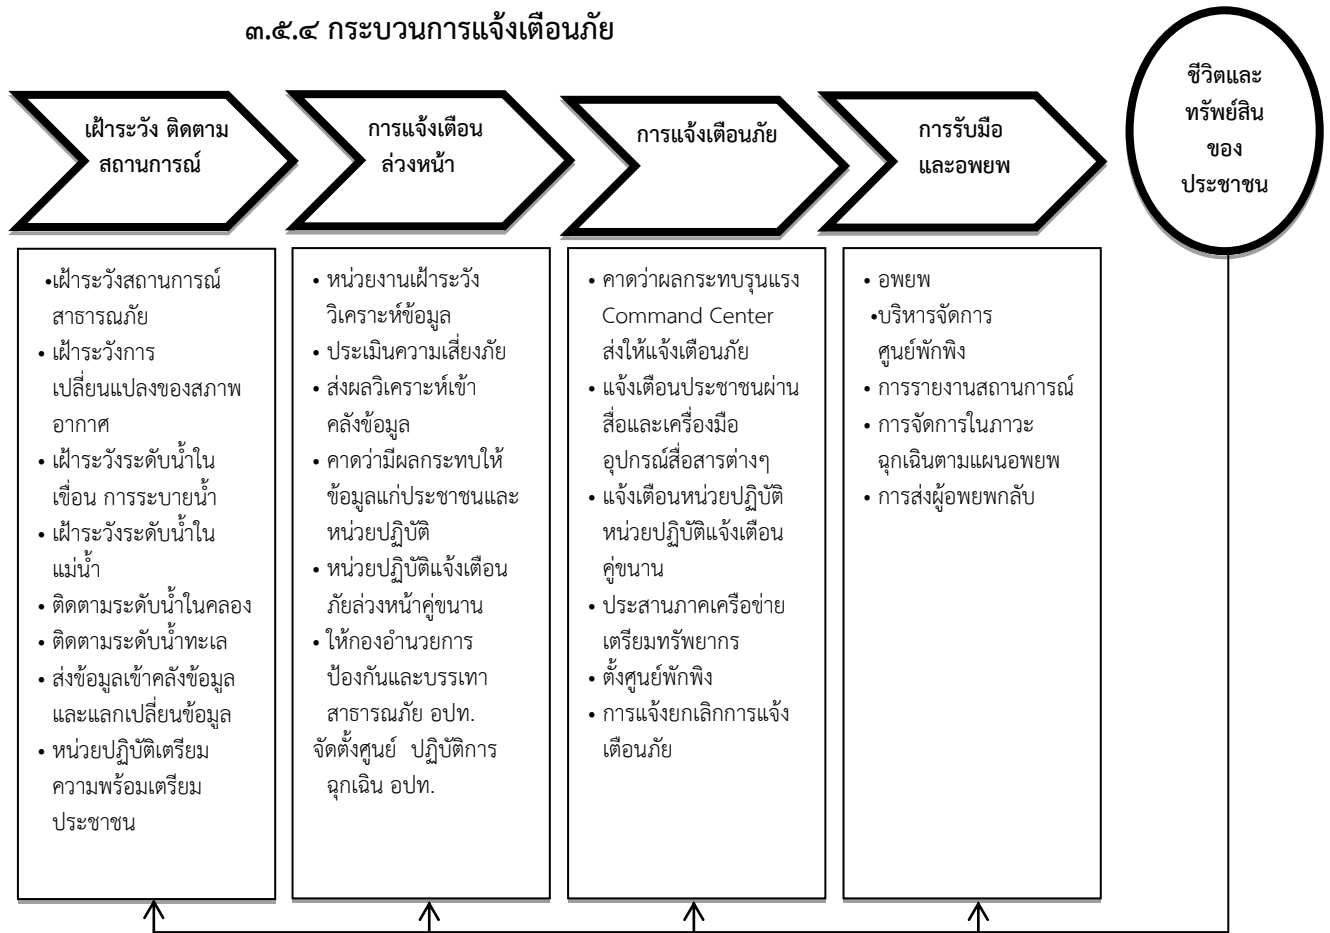 ๓.๕.๔ กระบวนการแจ้งเตือนภัย
เฝ้าระวัง ติดตาม
สถานการณ์
การแจ้งเตือน
ล่วงหน้า
การแจ้งเตือนภัย
การรับมือ
และอพยพ
ชีวิตและ
ทรัพย์สิน
ของ
ประชาชน
•เฝ้าระวังสถานการณ์
สาธารณภัย
• เฝ้าระวังการ
เปลี่ยนแปลงของสภาพ
อากาศ
• เฝ้าระวังระดับน้ำใน
เขื่อน การระบายน้ำ
• เฝ้าระวังระดับน้ำใน
แม่น้ำ
• ติดตามระดับน้ำในคลอง
• ติดตามระดับน้ำทะเล
• ส่งข้อมูลเข้าคลังข้อมูล
และแลกเปลี่ยนข้อมูล
• หน่วยปฏิบัติเตรียม
ความพร้อมเตรียม
ประชาชน
• หน่วยงานเฝ้าระวัง
วิเคราะห์ข้อมูล
• ประเมินความเสี่ยงภัย
• ส่งผลวิเคราะห์เข้า
คลังข้อมูล
• คาดว่ามีผลกระทบให้
ข้อมูลแก่ประชาชนและ
หน่วยปฏิบัติ
• หน่วยปฏิบัติแจ้งเตือน
ภัยล่วงหน้าคู่ขนาน
• ให้กองอำนวยการ
ป้องกันและบรรเทา
สาธารณภัย อปท.
จัดตั้งศูนย์ ปฏิบัติการ
ฉุกเฉิน อปท.
• คาดว่าผลกระทบรุนแรง
Command Center
ส่งให้แจ้งเตือนภัย
• แจ้งเตือนประชาชนผ่าน
สื่อและเครื่องมือ
อุปกรณ์สื่อสารต่างๆ
• แจ้งเตือนหน่วยปฏิบัติ
หน่วยปฏิบัติแจ้งเตือน
คู่ขนาน
• ประสานภาคเครือข่าย
เตรียมทรัพยากร
• ตั้งศูนย์พักพิง
• การแจ้งยกเลิกการแจ้ง
เตือนภัย
• อพยพ
•บริหารจัดการ
ศูนย์พักพิง
• การรายงานสถานการณ์
• การจัดการในภาวะ
ฉุกเฉินตามแผนอพยพ
• การส่งผู้อพยพกลับ